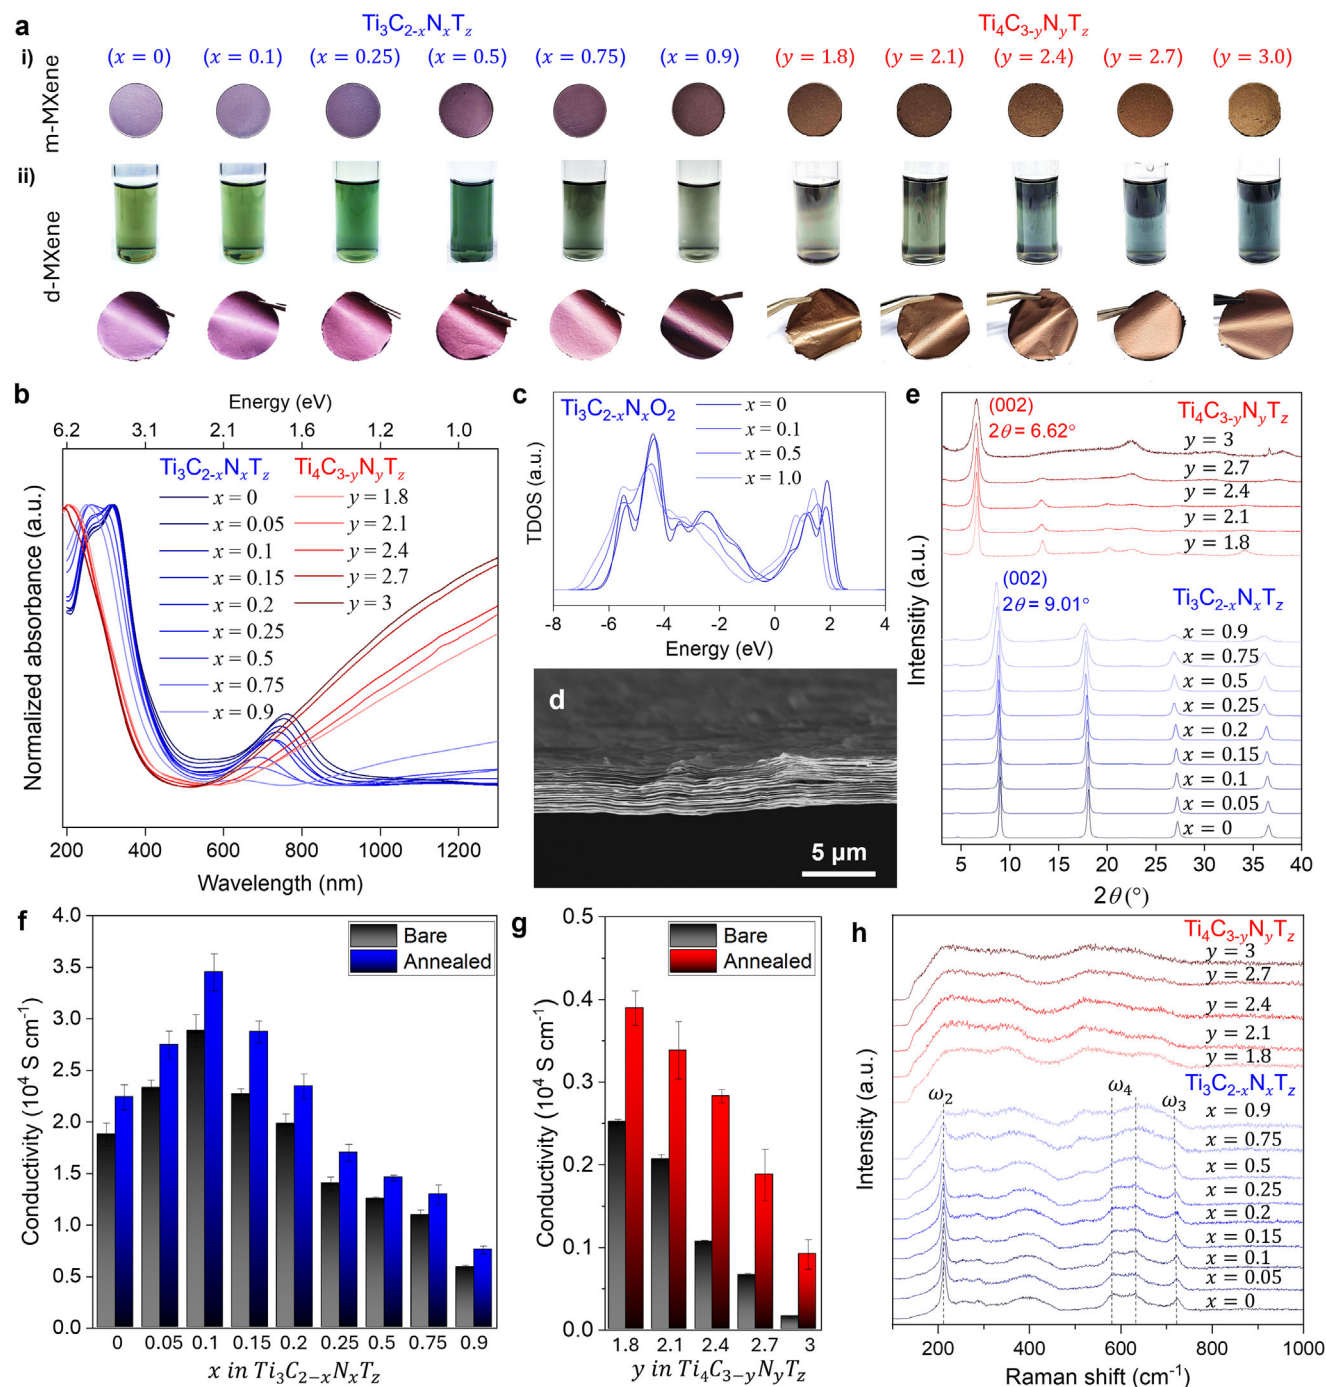 a
Ti₃C₂₋ₓNₓT_z
Ti₄C₃₋yN_yT_z
i)
(x = 0) (x = 0.1) (x = 0.25) (x = 0.5) (x = 0.75) (x = 0.9) (y = 1.8) (y = 2.1) (y = 2.4) (y = 2.7) (y = 3.0)
m-MXene
ii)
d-MXene
b
Energy (eV)
6.2 3.1 2.1 1.6 1.2 1.0
Ti₃C₂₋ₓNₓT_z Ti₄C₃₋yN_yT_z
x = 0 y = 1.8
x = 0.05 y = 2.1
x = 0.1 y = 2.4
x = 0.15 y = 2.7
x = 0.2 y = 3
x = 0.25
x = 0.5
x = 0.75
x = 0.9
Normalized absorbance (a.u.)
200 400 600 800 1000 1200
Wavelength (nm)
c
Ti₃C₂₋ₓNₓO₂
x = 0
x = 0.1
x = 0.5
x = 1.0
TDOS (a.u.)
-8 -6 -4 -2 0 2 4
Energy (eV)
d
5 μm
e
(002)
2θ = 6.62°
Ti₄C₃₋yN_yT_z
y = 3
y = 2.7
y = 2.4
y = 2.1
y = 1.8
(002)
2θ = 9.01°
Ti₃C₂₋ₓNₓT_z
x = 0.9
x = 0.75
x = 0.5
x = 0.25
x = 0.2
x = 0.15
x = 0.1
x = 0.05
x = 0
Intensitiy (a.u.)
5 10 15 20 25 30 35 40
2θ (°)
f
Bare
Annealed
Conductivity (10⁴ S cm⁻¹)
4.0
3.5
3.0
2.5
2.0
1.5
1.0
0.5
0.0
0 0.05 0.1 0.15 0.2 0.25 0.5 0.75 0.9
x in Ti₃C₂₋ₓNₓT_z
g
Bare
Annealed
Conductivity (10⁴ S cm⁻¹)
0.5
0.4
0.3
0.2
0.1
0.0
1.8 2.1 2.4 2.7 3
y in Ti₄C₃₋yN_yT_z
h
Ti₄C₃₋yN_yT_z
y = 3
y = 2.7
y = 2.4
y = 2.1
y = 1.8
Ti₃C₂₋ₓNₓT_z
ω₂ ω₄ ω₃
x = 0.9
x = 0.75
x = 0.5
x = 0.25
x = 0.2
x = 0.15
x = 0.1
x = 0.05
x = 0
Intensity (a.u.)
200 400 600 800 1000
Raman shift (cm⁻¹)